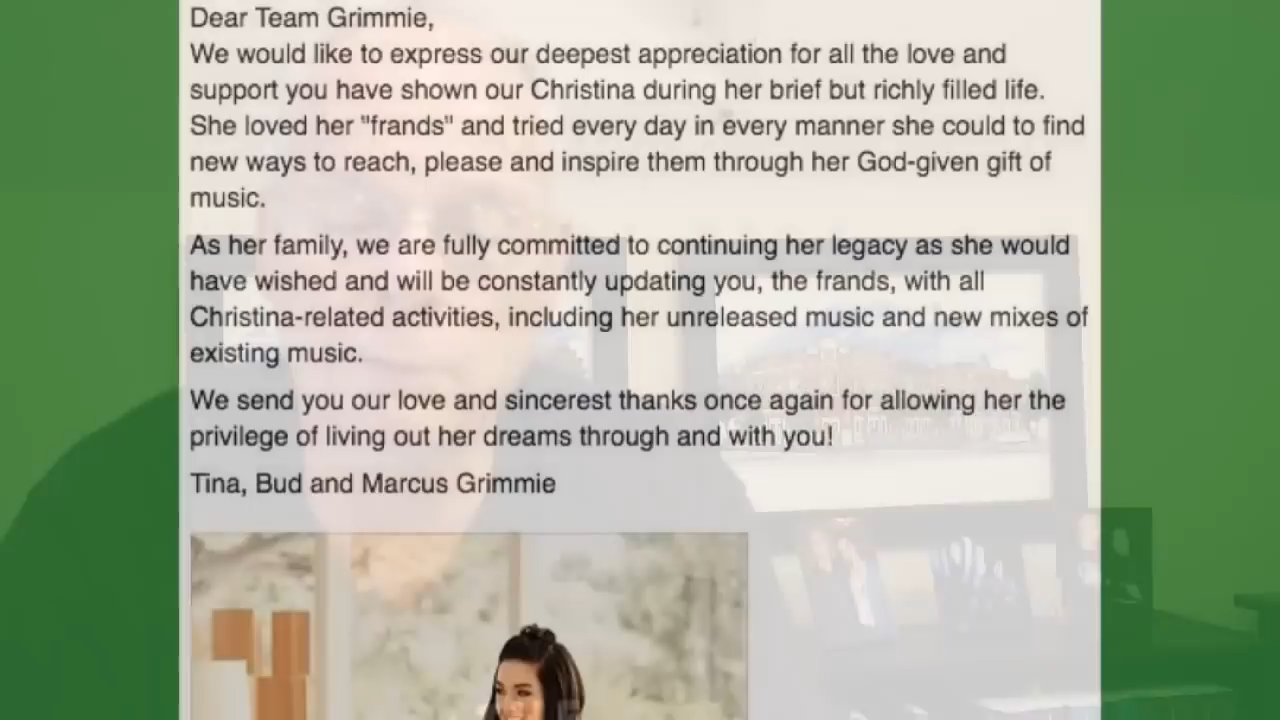 Dear Team Grimmie,
We would like to express our deepest appreciation for all the love and
support you have shown our Christina during her brief but richly filled life.
She loved her "frands" and tried every day in every manner she could to find
new ways to reach, please and inspire them through her God-given gift of
music.
As her family, we are fully committed to continuing her legacy as she would
have wished and will be constantly updating you, the frands, with all
Christina-related activities, including her unreleased music and new mixes of
existing music.
We send you our love and sincerest thanks once again for allowing her the
privilege of living out her dreams through and with you!
Tina, Bud and Marcus Grimmie